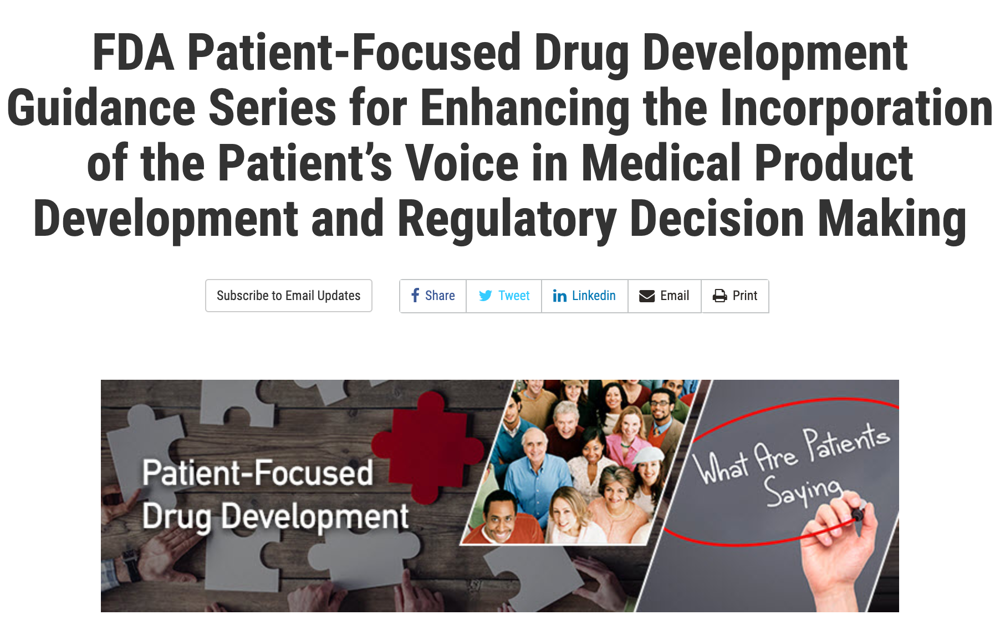 FDA Patient-Focused Drug Development
Guidance Series for Enhancing the Incorporation
of the Patient’s Voice in Medical Product
Development and Regulatory Decision Making
Subscribe to Email Updates
Share
Tweet
Linkedin
Email
Print
Patient-Focused
Drug Development
What Are Patients
Saying